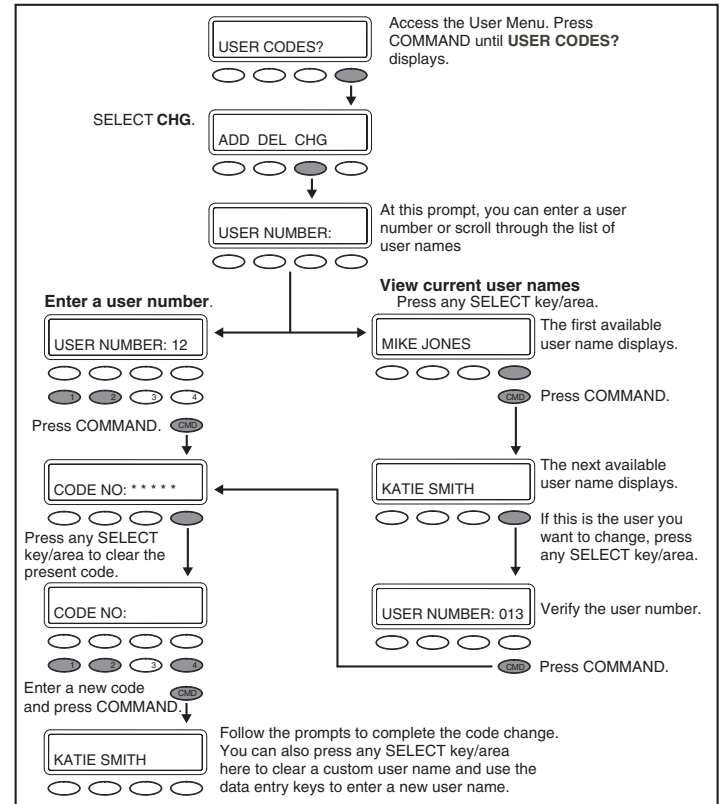 USER CODES?
Access the User Menu. Press
COMMAND until USER CODES?
displays.
SELECT CHG.
ADD DEL CHG
USER NUMBER:
At this prompt, you can enter a user
number or scroll through the list of
user names
Enter a user number.
USER NUMBER: 12
1 2 3 4
Press COMMAND. CMD
CODE NO: * * * * *
Press any SELECT
key/area to clear the
present code.
CODE NO:
1 2 3 4
Enter a new code
and press COMMAND.
CMD
KATIE SMITH
View current user names
Press any SELECT key/area.
MIKE JONES
The first available
user name displays.
CMD Press COMMAND.
KATIE SMITH
The next available
user name displays.
If this is the user you
want to change, press
any SELECT key/area.
USER NUMBER: 013
Verify the user number.
CMD Press COMMAND.
Follow the prompts to complete the code change.
You can also press any SELECT key/area
here to clear a custom user name and use the
data entry keys to enter a new user name.